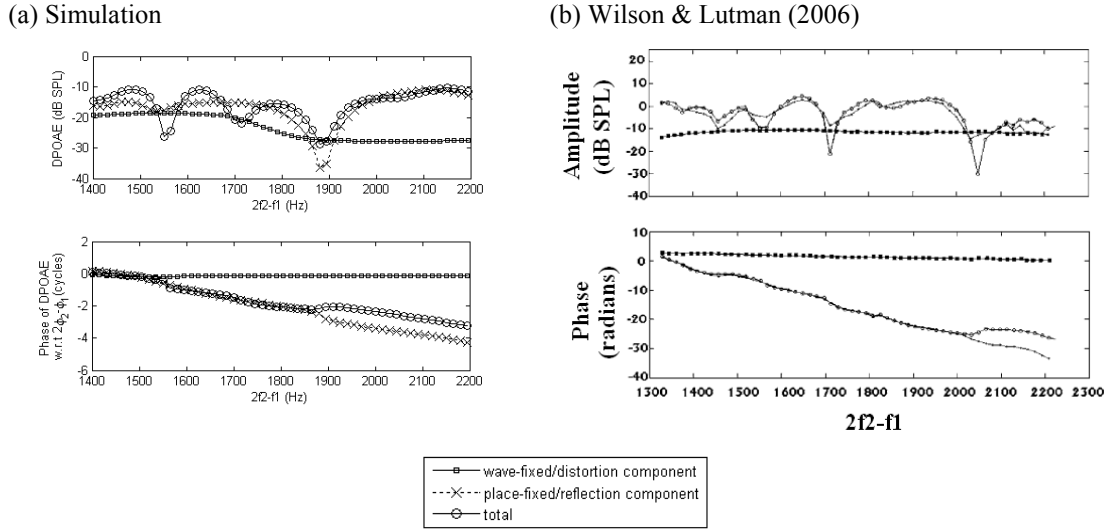 (a) Simulation
(b) Wilson & Lutman (2006)
DPOAE (dB SPL)
0
-10
-20
-30
-40
1400 1500 1600 1700 1800 1900 2000 2100 2200
2f2-f1 (Hz)
Phase of DPOAE
w.r.t 2ϕ2-ϕ1(cycles)
2
0
-2
-4
-6
1400 1500 1600 1700 1800 1900 2000 2100 2200
2f2-f1 (Hz)
Amplitude
(dB SPL)
20
10
0
-10
-20
-30
-40
Phase
(radians)
10
0
-10
-20
-30
-40
1300 1400 1500 1600 1700 1800 1900 2000 2100 2200 2300
2f2-f1
wave-fixed/distortion component
place-fixed/reflection component
total